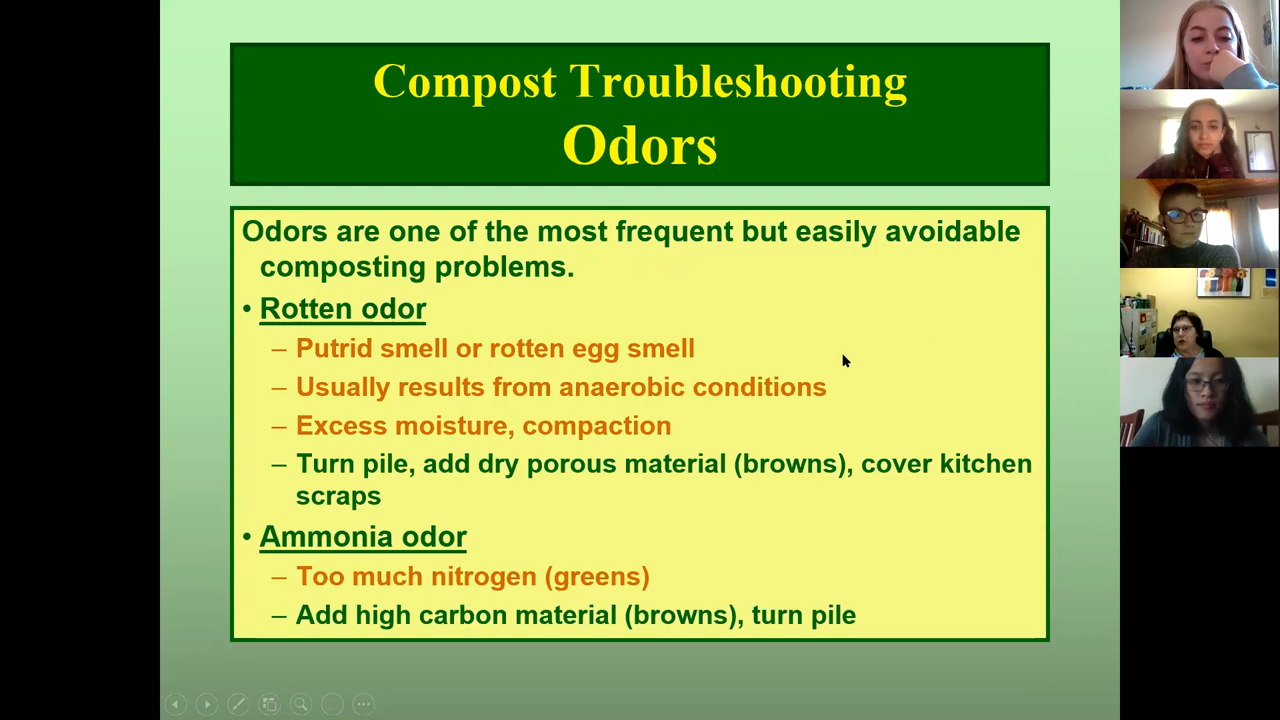 Compost Troubleshooting
Odors
Odors are one of the most frequent but easily avoidable
composting problems.
• Rotten odor
– Putrid smell or rotten egg smell
– Usually results from anaerobic conditions
– Excess moisture, compaction
– Turn pile, add dry porous material (browns), cover kitchen
scraps
• Ammonia odor
– Too much nitrogen (greens)
– Add high carbon material (browns), turn pile